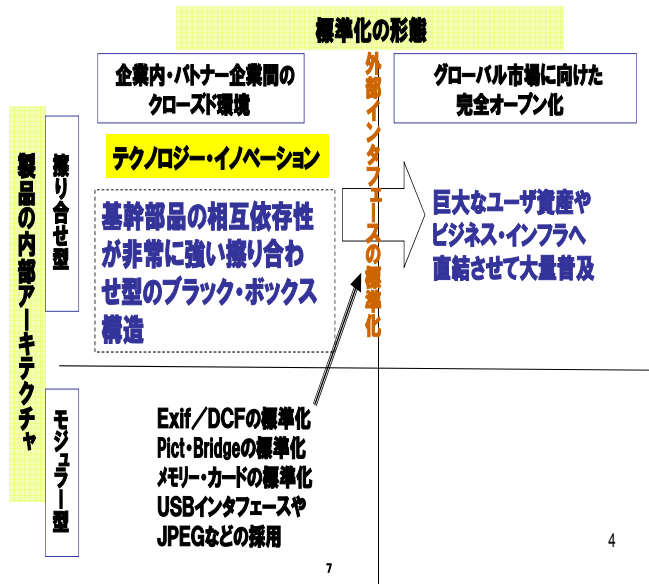 標準化の形態
企業内・パトナー企業間の
クローズド環境
グローバル市場に向けた
完全オープン化
製品の内部アーキテクチャ
擦り合せ型
テクノロジー・イノベーション
基幹部品の相互依存性
が非常に強い擦り合わ
せ型のブラック・ボックス
構造
外部インタフェースの標準化
巨大なユーザ資産や
ビジネス・インフラへ
直結させて大量普及
モジュラー型
Exif／DCFの標準化
Pict・Bridgeの標準化
メモリー・カードの標準化
USBインタフェースや
JPEGなどの採用
4
7